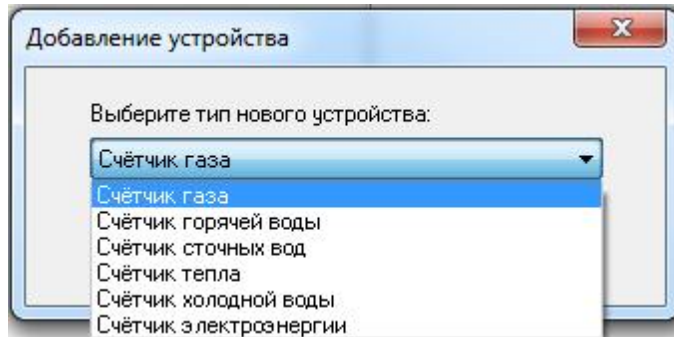 Добавление устройства
Выберите тип нового устройства:
Счётчик газа
Счётчик газа
Счётчик горячей воды
Счётчик сточных вод
Счётчик тепла
Счётчик холодной воды
Счётчик электроэнергии